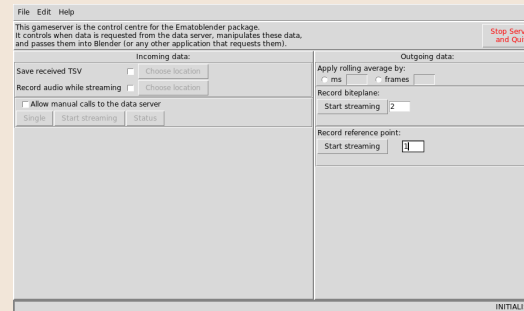 File Edit Help
This gameserver is the control centre for the Ematoblender package.
It controls when data is requested from the data server, manipulates these data,
and passes them into Blender (or any other application that requests them).
Stop Serv
and Qui
Incoming data:
Save received TSV Choose location
Record audio while streaming Choose location
Allow manual calls to the data server
Single Start streaming Status
Outgoing data:
Apply rolling average by:
ms frames
Record biteplane:
Start streaming 2
Record reference point:
Start streaming 1
INITIALI